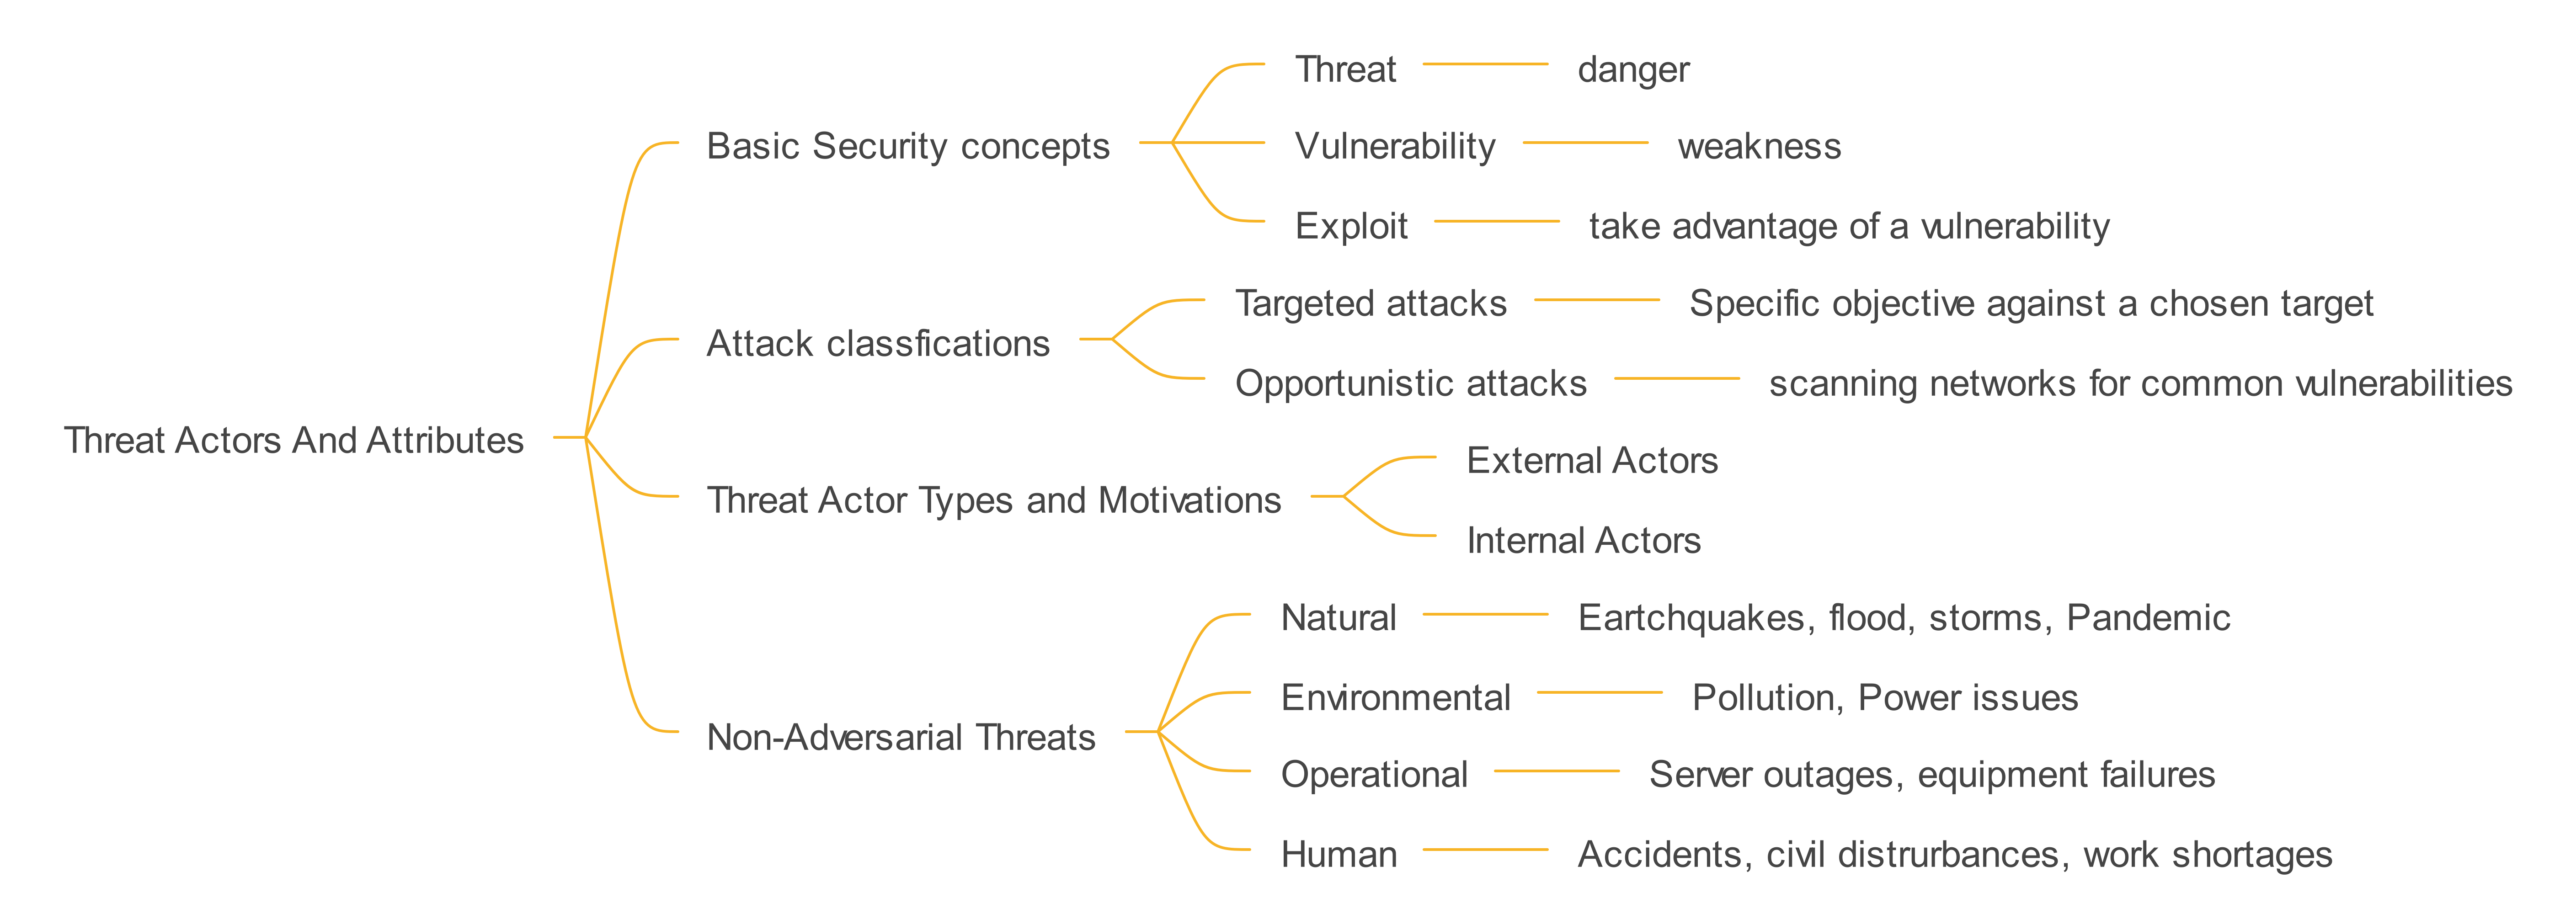 Threat Actors And Attributes
Basic Security concepts
Threat
danger
Vulnerability
weakness
Exploit
take advantage of a vulnerability
Attack classfications
Targeted attacks
Specific objective against a chosen target
Opportunistic attacks
scanning networks for common vulnerabilities
Threat Actor Types and Motivations
External Actors
Internal Actors
Non-Adversarial Threats
Natural
Eartchquakes, flood, storms, Pandemic
Environmental
Pollution, Power issues
Operational
Server outages, equipment failures
Human
Accidents, civil distrurbances, work shortages